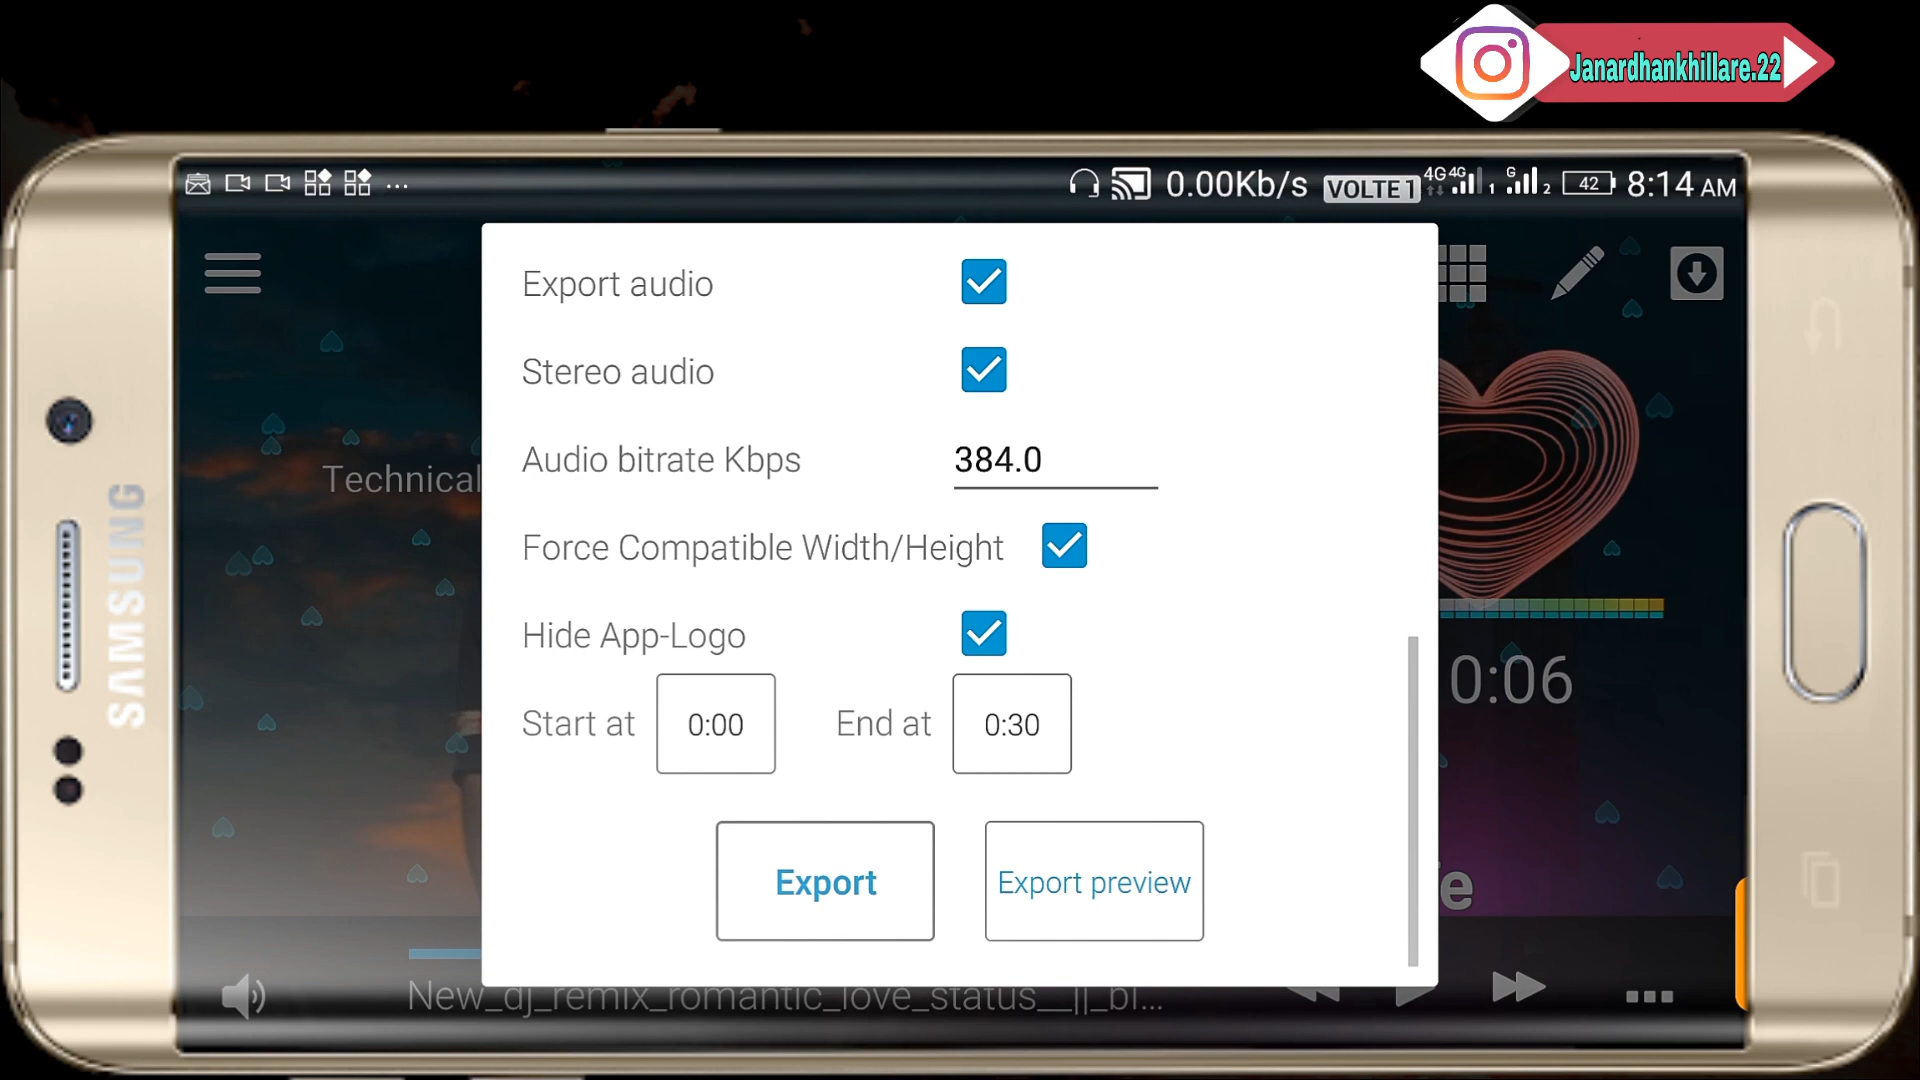 Janardhankhillare.22
0.00Kb/s VOLTE 1 4G 4G 1 G 2 42 8:14 AM
SAMSUNG
Export audio
Stereo audio
Technical
Audio bitrate Kbps 384.0
Force Compatible Width/Height
Hide App-Logo
0:06
Start at 0:00 End at 0:30
Export Export preview
e
New_dj_remix_romantic_love_status__||_bl...